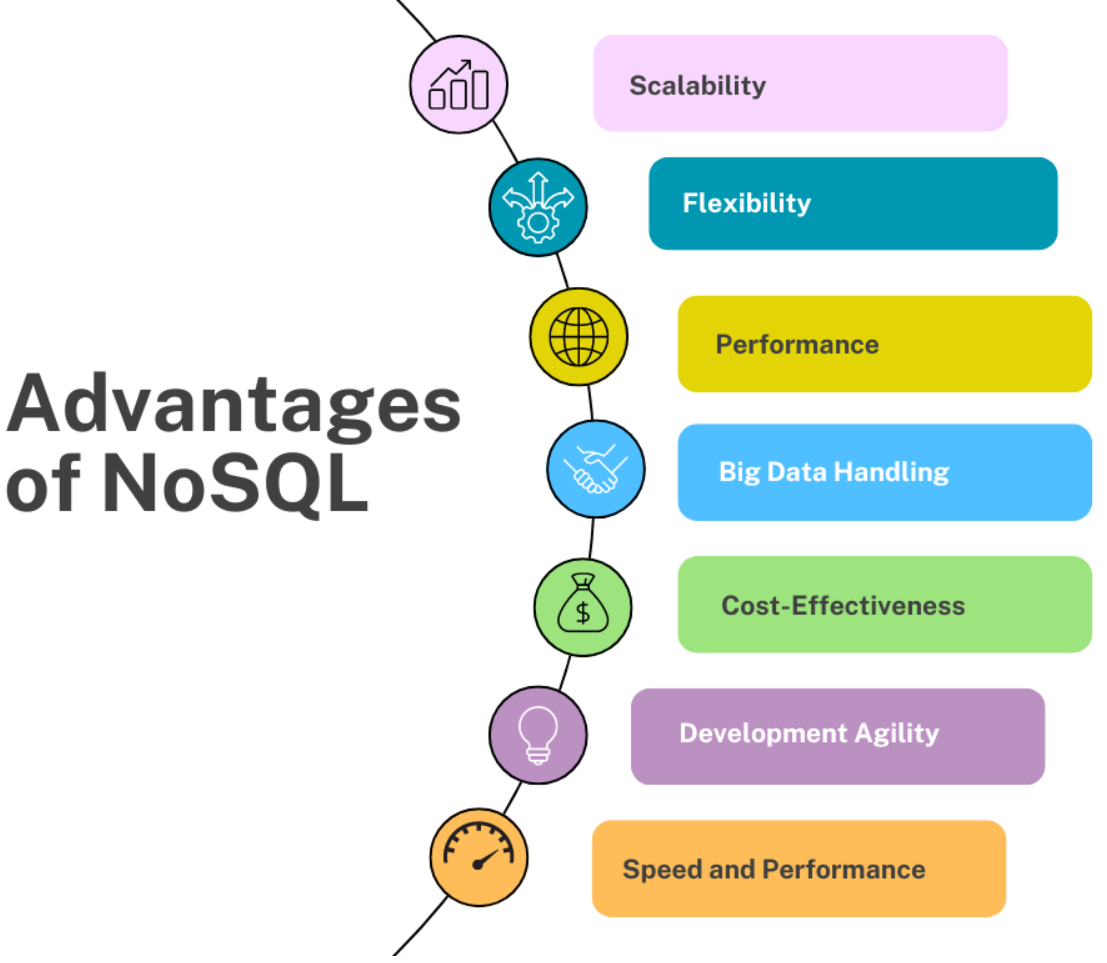 Advantages
of NoSQL
Scalability
Flexibility
Performance
Big Data Handling
$
Cost-Effectiveness
Development Agility
Speed and Performance